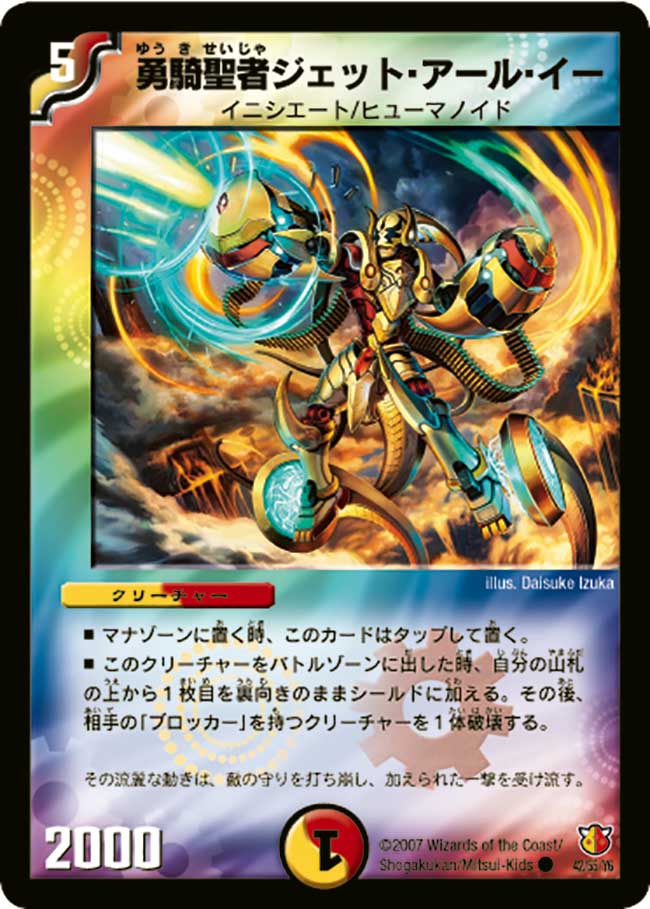 5
ゆうきせいじゃ
勇騎聖者ジェット・アール・イー
イニシエート/ヒューマノイド
illus. Daisuke Izuka
クリーチャー
■ マナゾーンに置く時、このカードはタップして置く。
■ このクリーチャーをバトルゾーンに出した時、自分の山札
の上から1枚目を裏向きのままシールドに加える。その後、
相手の「ブロッカー」を持つクリーチャーを1体破壊する。
その流麗な動きは、敵の守りを打ち崩し、加えられた一撃を受け流す。
2000
1
©2007 Wizards of the Coast/
Shogakukan/Mitsui-Kids
42/55 Y6